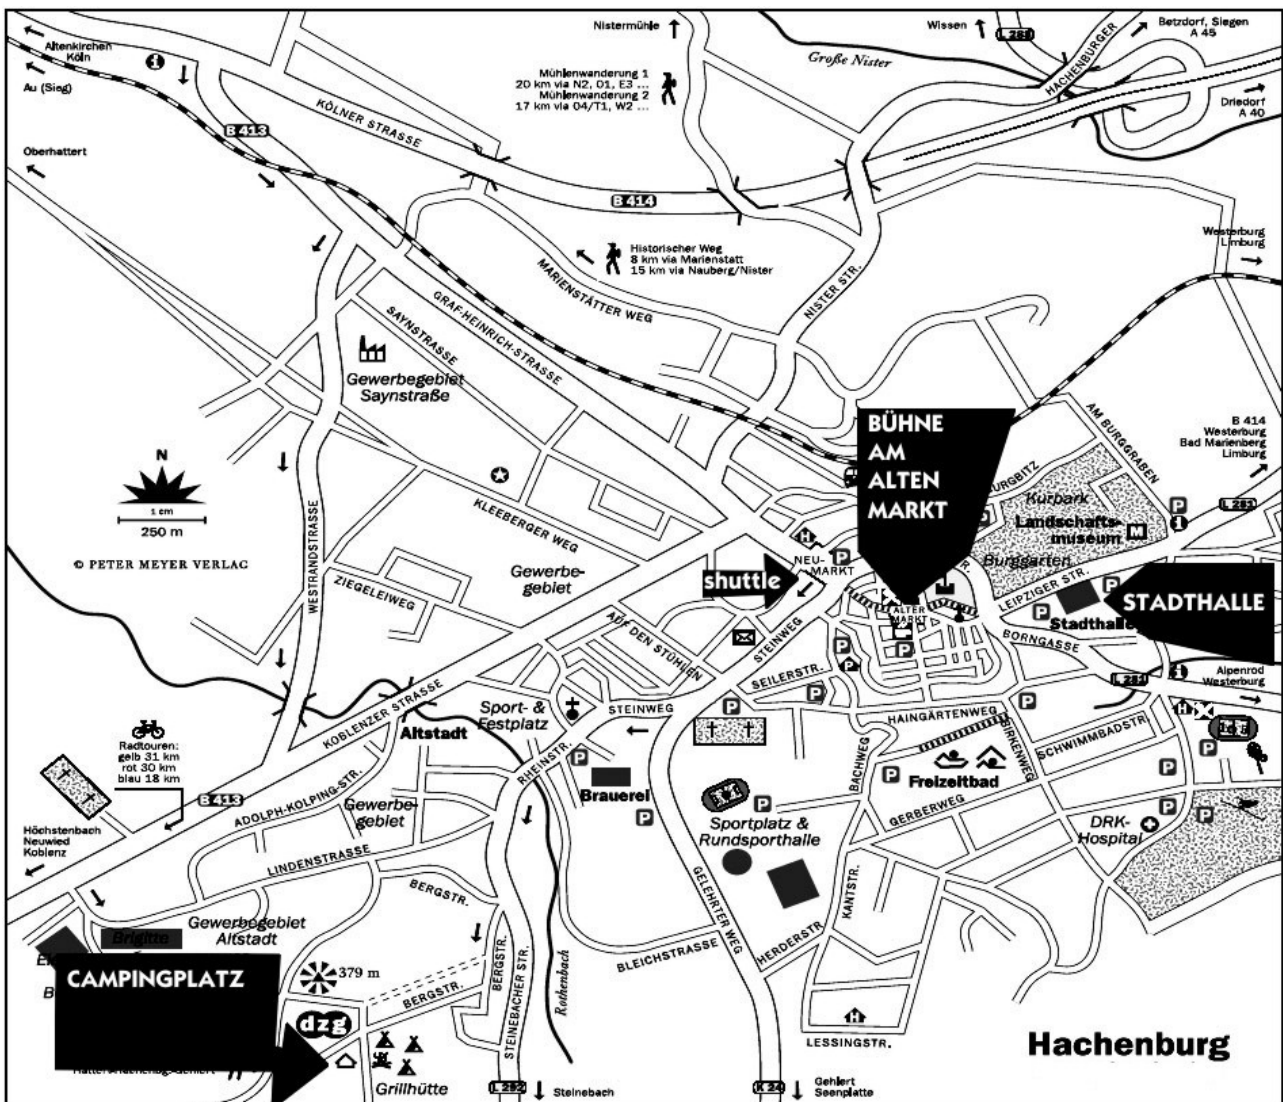 Altenkirchen
Köln
Au (Sieg)
Oberhattert
B 413
KÖLNER STRASSE
B 414
Nistermühle
Mühlenwanderung 1
20 km via N2, O1, E3 ...
Mühlenwanderung 2
17 km via O4/T1, W2 ...
Wissen
L 288
Große Nister
HACHENBURGER
Betzdorf, Siegen
A 45
Driedorf
A 40
Westerburg
Limburg
Historischer Weg
8 km via Marienstatt
15 km via Nauberg/Nister
MARIENSTÄTTER WEG
NISTER STR.
GRAF-HEINRICH-STRASSE
SAYNSTRASSE
Gewerbegebiet
Saynstraße
N
1 cm
250 m
© PETER MEYER VERLAG
WESTRANDSTRASSE
KLEEBERGER WEG
ZIEGELEIWEG
Gewerbe-
gebiet
BÜHNE
AM
ALTEN
MARKT
AM BURGGRABEN
B 414
Westerburg
Bad Marienberg
Limburg
L 281
Kurpark
Landschafts-
museum
M
Burggarten
LEIPZIGER STR.
STADTHALLE
BORNGASSE
L 281
Alpenrod
Westerburg
H
NEU-
MARKT
P
shuttle
ALTER
MARKT
STEINWEG
AUF DEN STÜHLEN
SEILERSTR.
HAINGÄRTENWEG
BIRKENWEG
SCHWIMMBADSTR.
BACHWEG
Freizeitbad
GERBERWEG
DRK-
Hospital
KOBLENZER STRASSE
Altstadt
Sport- &
Festplatz
STEINWEG
RHEINSTR.
Brauerei
Sportplatz &
Rundsporthalle
GELEHRTER WEG
KANTSTR.
HERDERSTR.
BLEICHSTRASSE
LESSINGSTR.
H
Radtouren:
gelb 31 km
rot 30 km
blau 18 km
B 413
ADOLPH-KOLPING-STR.
Gewerbe-
gebiet
Höchstenbach
Neuwied
Koblenz
LINDENSTRASSE
BERGSTR.
Gewerbegebiet
Altstadt
Brigitte
CAMPINGPLATZ
379 m
dzg
BERGSTR.
BERGSTR.
STEINEBACHER STR.
Rothenbach
Grillhütte
L 292
Steinebach
K 24
Gehlert
Seenplatte
Hachenburg